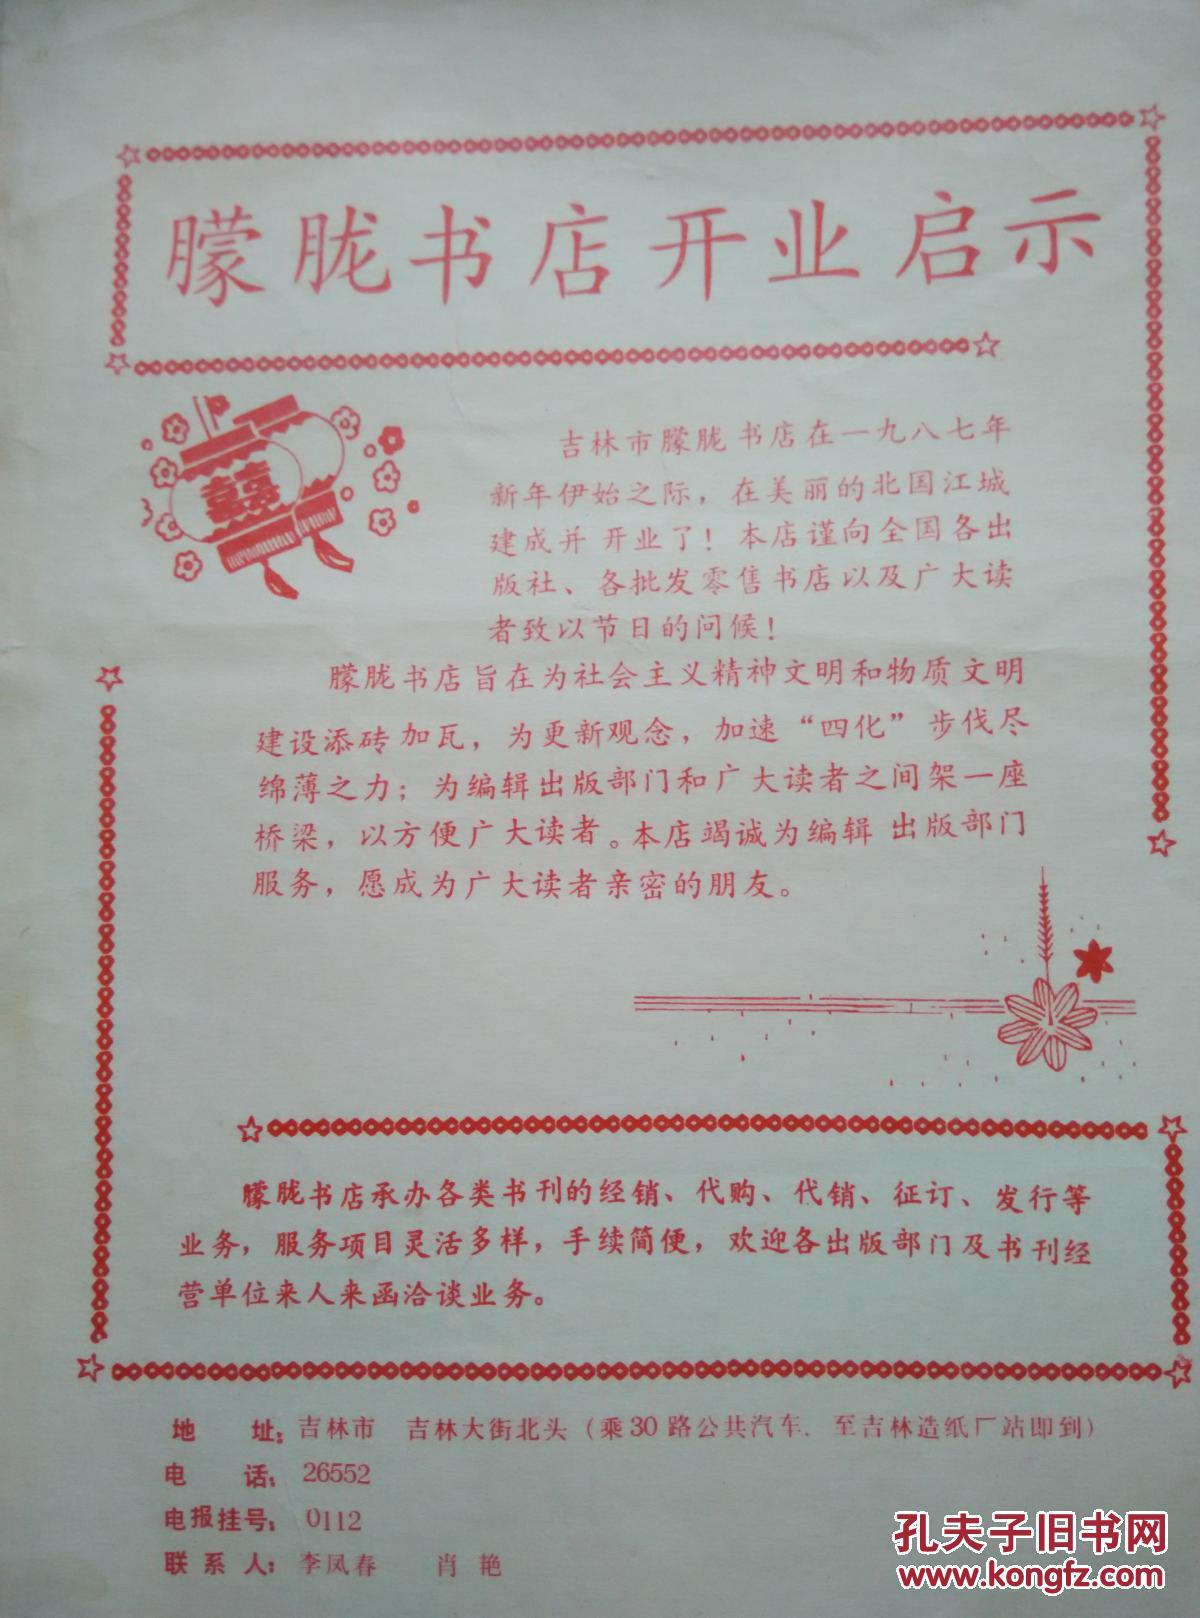 朦胧书店开业启示
囍
吉林市朦胧书店在一九八七年
新年伊始之际，在美丽的北国江城
建成并开业了！本店谨向全国各出
版社、各批发零售书店以及广大读
者致以节日的问候！
朦胧书店旨在为社会主义精神文明和物质文明
建设添砖加瓦，为更新观念，加速“四化”步伐尽
绵薄之力；为编辑出版部门和广大读者之间架一座
桥梁，以方便广大读者。本店竭诚为编辑出版部门
服务，愿成为广大读者亲密的朋友。
朦胧书店承办各类书刊的经销、代购、代销、征订、发行等
业务，服务项目灵活多样，手续简便，欢迎各出版部门及书刊经
营单位来人来函洽谈业务。
地 址：吉林市 吉林大街北头（乘30路公共汽车、至吉林造纸厂站即到）
电 话：26552
电报挂号：0112
联系人：李凤春 肖艳
孔夫子旧书网
www.kongfz.com